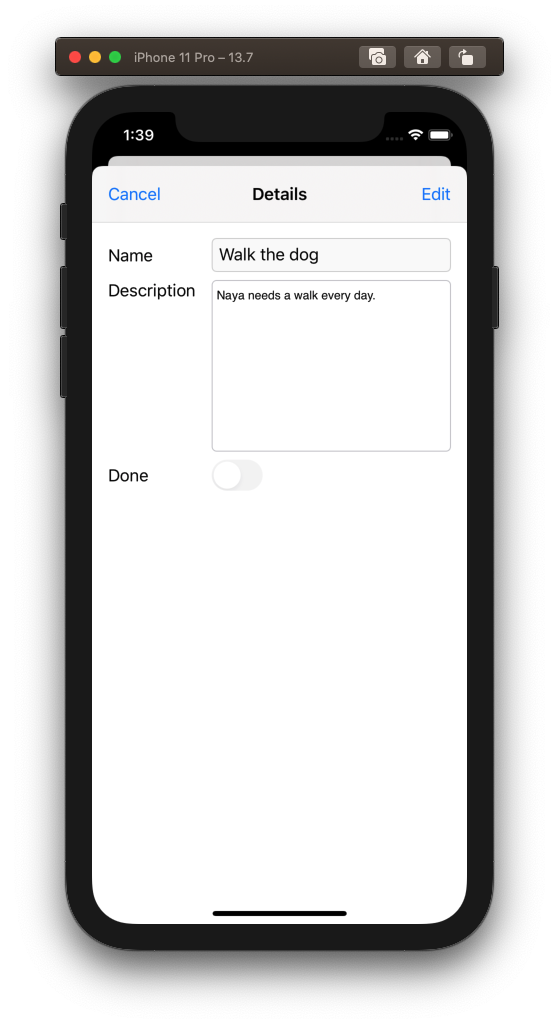 iPhone 11 Pro – 13.7
1:39
Cancel Details Edit
Name Walk the dog
Description Naya needs a walk every day.
Done